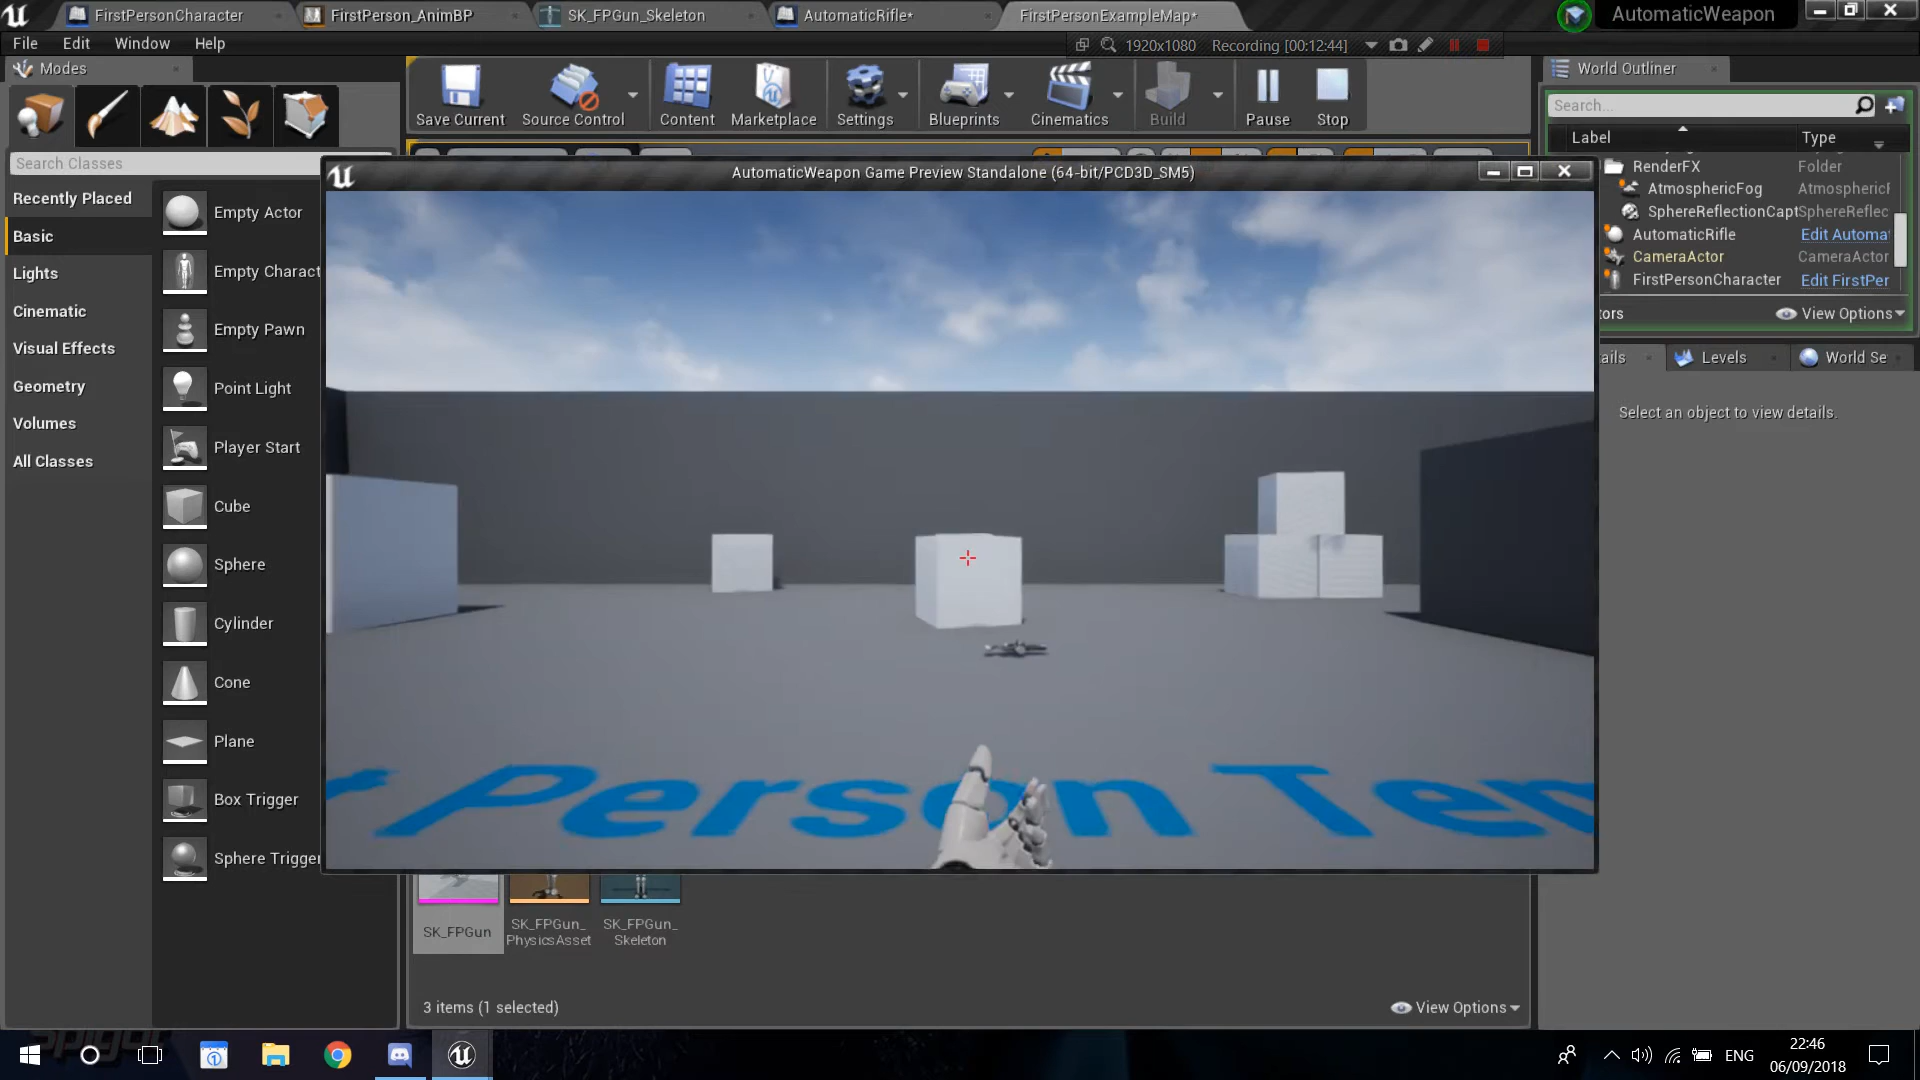 FirstPersonCharacter
FirstPerson_AnimBP
SK_FPGun_Skeleton
AutomaticRifle*
FirstPersonExampleMap*
AutomaticWeapon
File Edit Window Help
1920x1080 Recording [00:12:44]
Modes
World Outliner
Save Current
Source Control
Content
Marketplace
Settings
Blueprints
Cinematics
Build
Pause
Stop
Search...
Label
Type
Search Classes
Recently Placed
Basic
Lights
Cinematic
Visual Effects
Geometry
Volumes
All Classes
Empty Actor
Empty Charact
Empty Pawn
Point Light
Player Start
Cube
Sphere
Cylinder
Cone
Plane
Box Trigger
Sphere Trigger
AutomaticWeapon Game Preview Standalone (64-bit/PCD3D_SM5)
r Person Tem
RenderFX Folder
AtmosphericFog AtmosphericF
SphereReflectionCapt SphereReflec
AutomaticRifle Edit Automa
CameraActor CameraActor
FirstPersonCharacter Edit FirstPer
tors
View Options
ails
Levels
World Se
Select an object to view details.
SK_FPGun
SK_FPGun_
PhysicsAsset
SK_FPGun_
Skeleton
3 items (1 selected)
View Options
ENG
22:46
06/09/2018